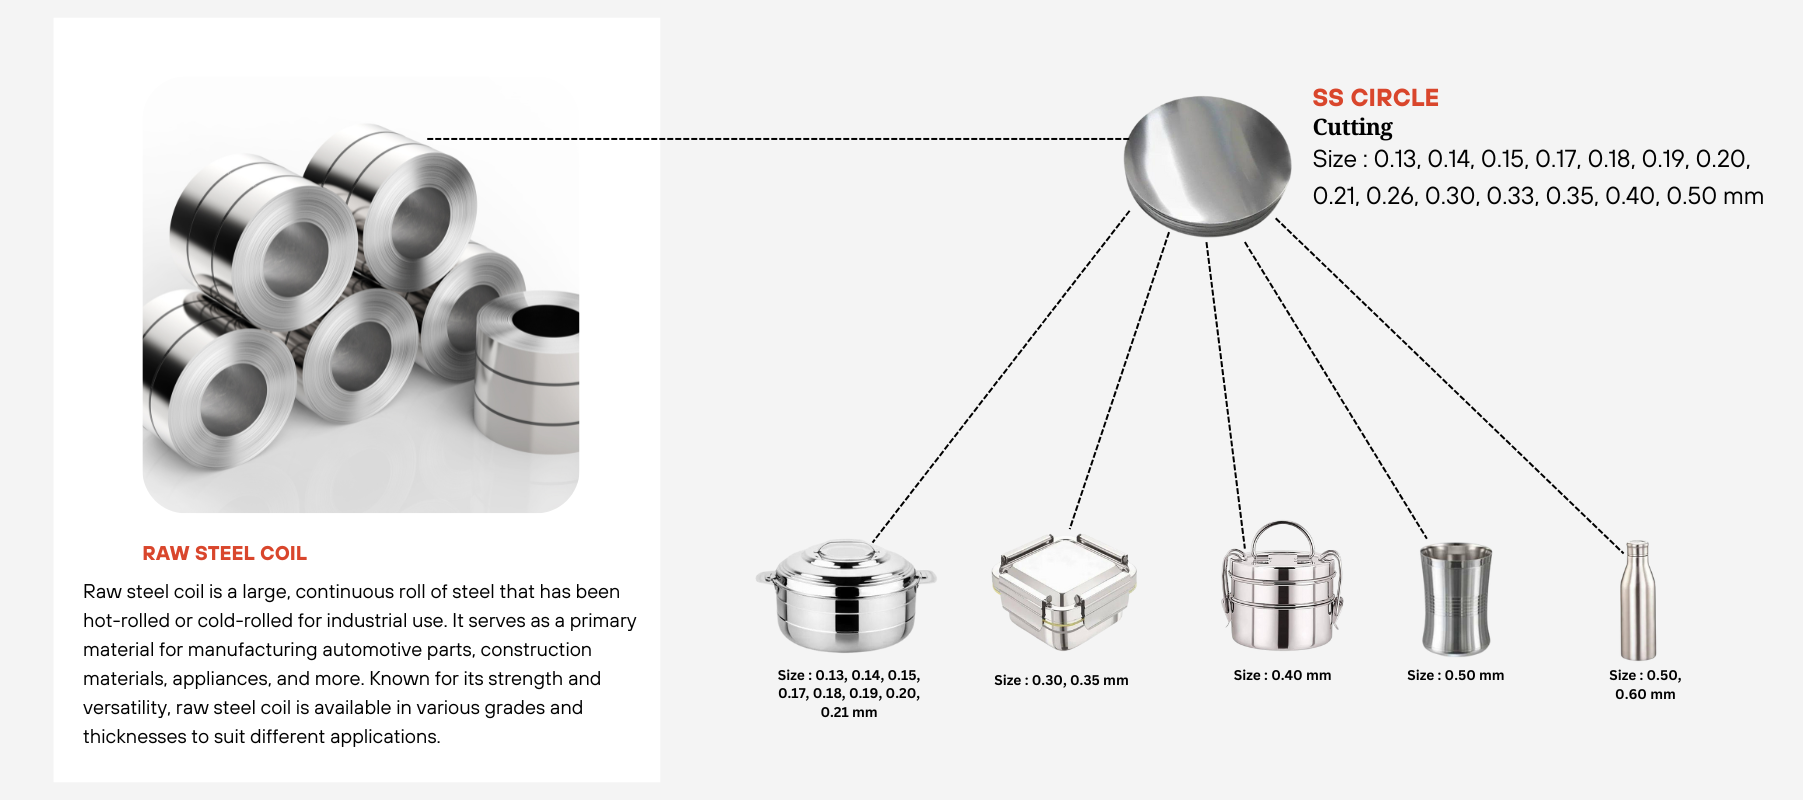 SS CIRCLE
Cutting
Size : 0.13, 0.14, 0.15, 0.17, 0.18, 0.19, 0.20,
0.21, 0.26, 0.30, 0.33, 0.35, 0.40, 0.50 mm
RAW STEEL COIL
Raw steel coil is a large, continuous roll of steel that has been
hot-rolled or cold-rolled for industrial use. It serves as a primary
material for manufacturing automotive parts, construction
materials, appliances, and more. Known for its strength and
versatility, raw steel coil is available in various grades and
thicknesses to suit different applications.
Size : 0.13, 0.14, 0.15,
0.17, 0.18, 0.19, 0.20,
0.21 mm
Size : 0.30, 0.35 mm
Size : 0.40 mm
Size : 0.50 mm
Size : 0.50,
0.60 mm